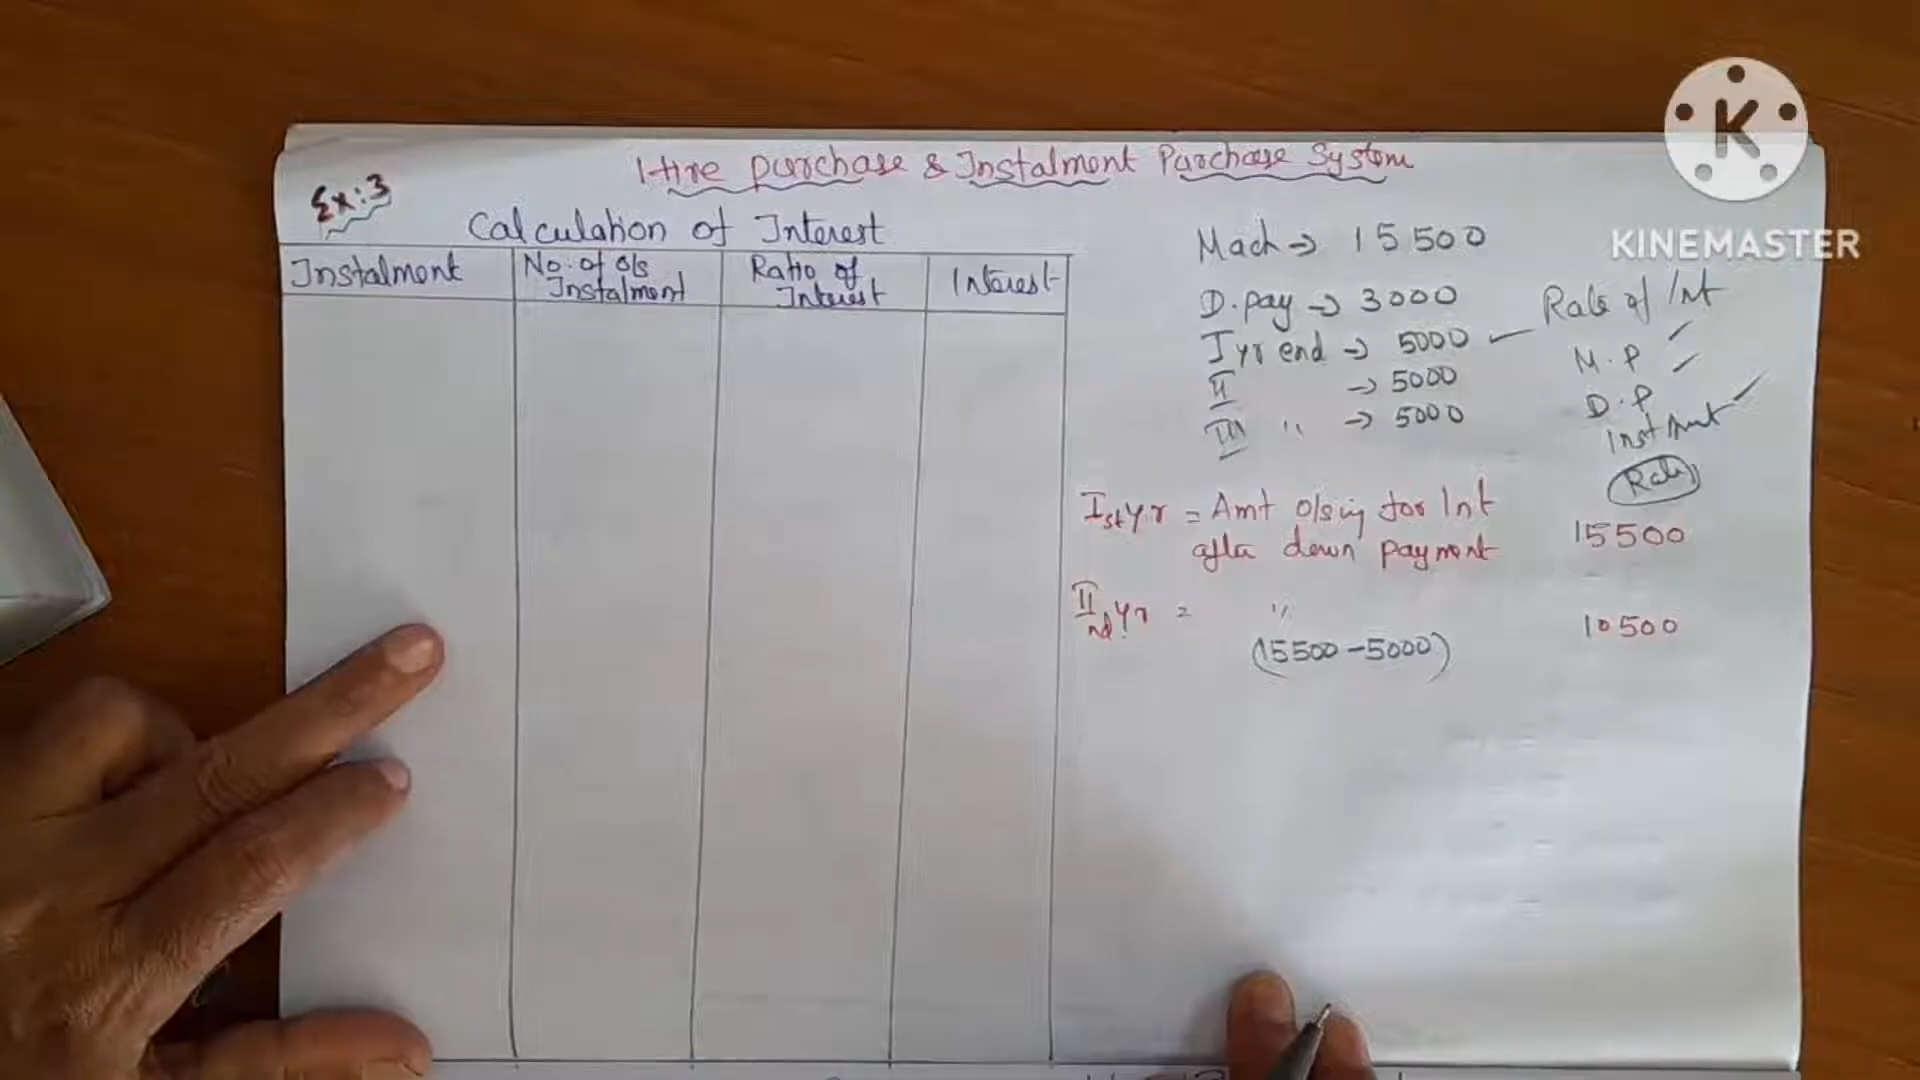 Hire purchase & Instalment Purchase System
Ex:3
Calculation of Interest
Instalment
No. of o/s Instalment
Ratio of Interest
Interest
Mach → 15500
D.pay → 3000
I yr end → 5000
II → 5000
III " → 5000
Rate of Int
M.P
D.P
Rate
Ist yr = Amt o/sing for Int
after down payment
15500
IInd yr = "
(15500-5000)
10500
K
KINEMASTER